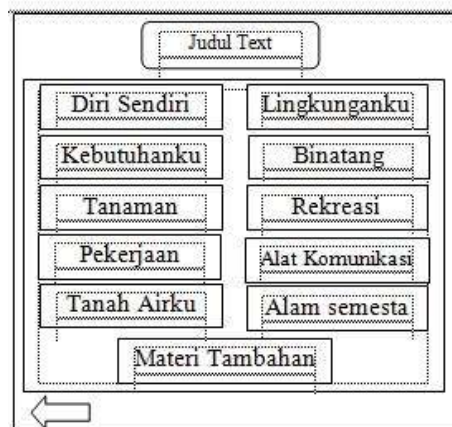 Judul Text
Diri Sendiri
Lingkunganku
Kebutuhanku
Binatang
Tanaman
Rekreasi
Pekerjaan
Alat Komunikasi
Tanah Airku
Alam semesta
Materi Tambahan